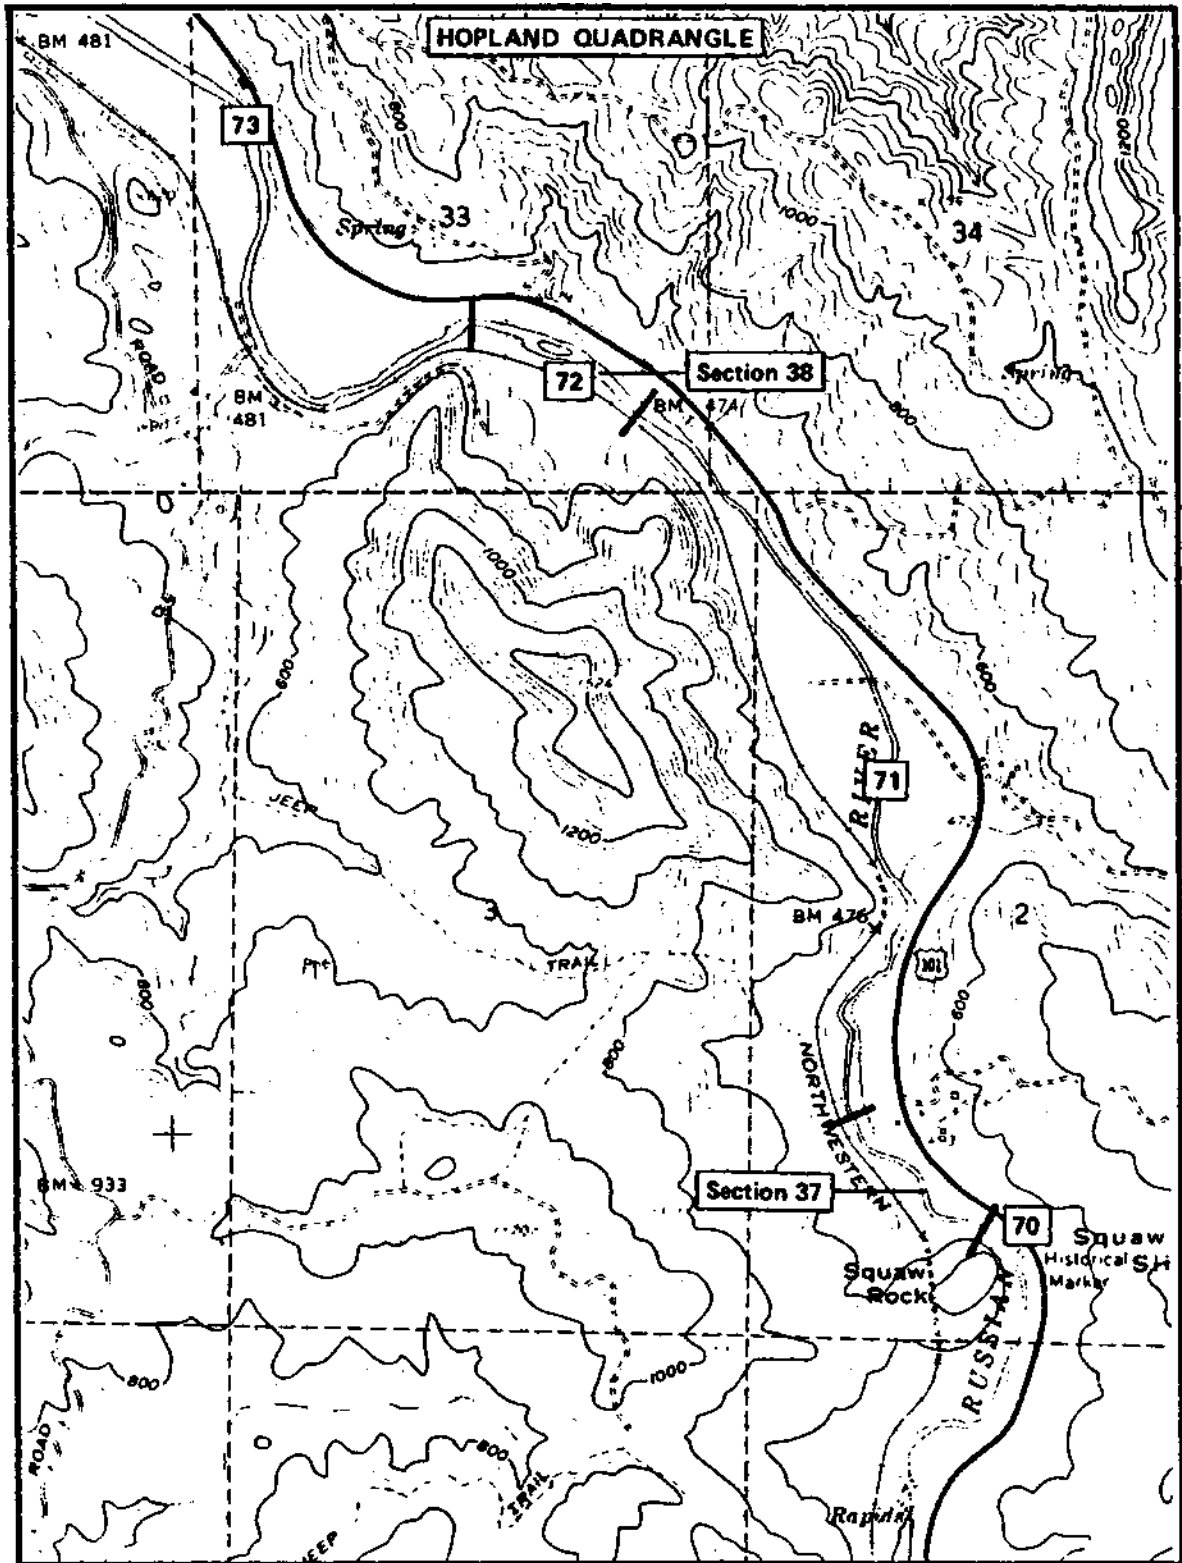 HOPLAND QUADRANGLE
BM 481
73
600
1200
Spring
33
1000
34
ROAD
72
Section 38
Spring
BM 474
BM
481
800
1000
600
600
RIVER
71
JEEP
1200
3
BM 476
2
TRAIL
101
600
800
NORTHWESTERN
BM 933
Section 37
70
Squaw
Historical
Marker
Squaw
Rock
RUSSIAN
800
1000
ROAD
800
TRAIL
Rapids
JEEP